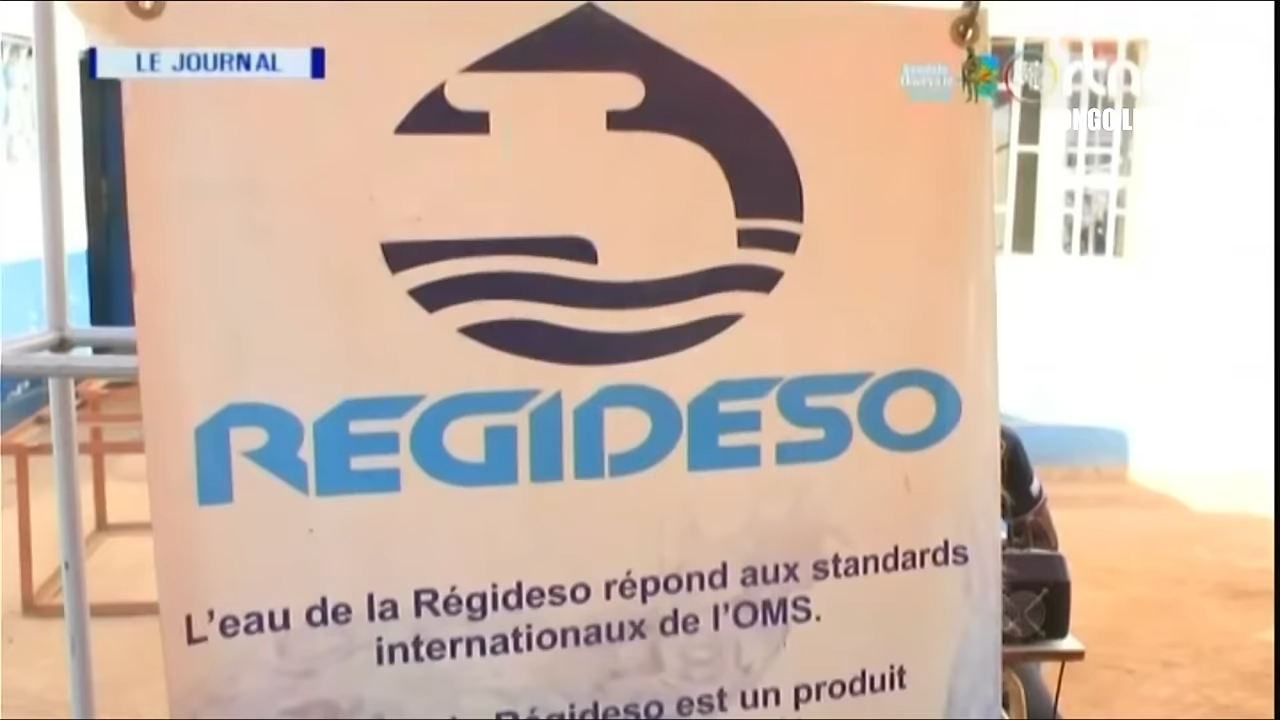 LE JOURNAL
REGIDESO
L'eau de la Régideso répond aux standards
internationaux de l'OMS.
Régideso est un produit